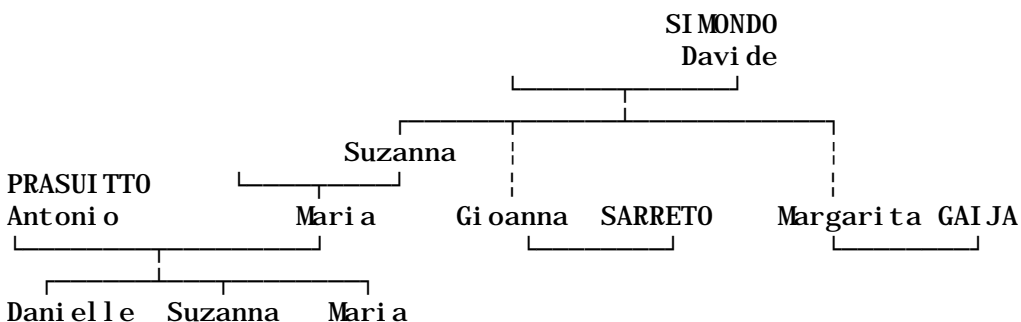 SIMONDO
Davide
Suzanna
PRASUITTO
Antonio Maria Gioanna SARRETO Margarita GAIJA
Danielle Suzanna Maria